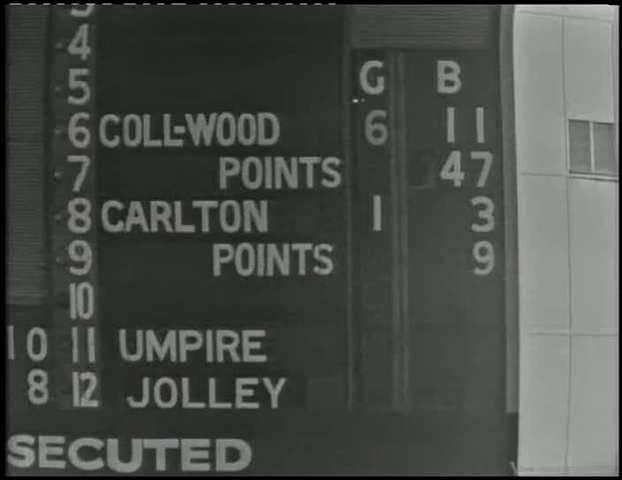 3
4
5 G B
6 COLL-WOOD 6 11
7 POINTS 47
8 CARLTON 1 3
9 POINTS 9
10
10 11 UMPIRE
8 12 JOLLEY
SECUTED